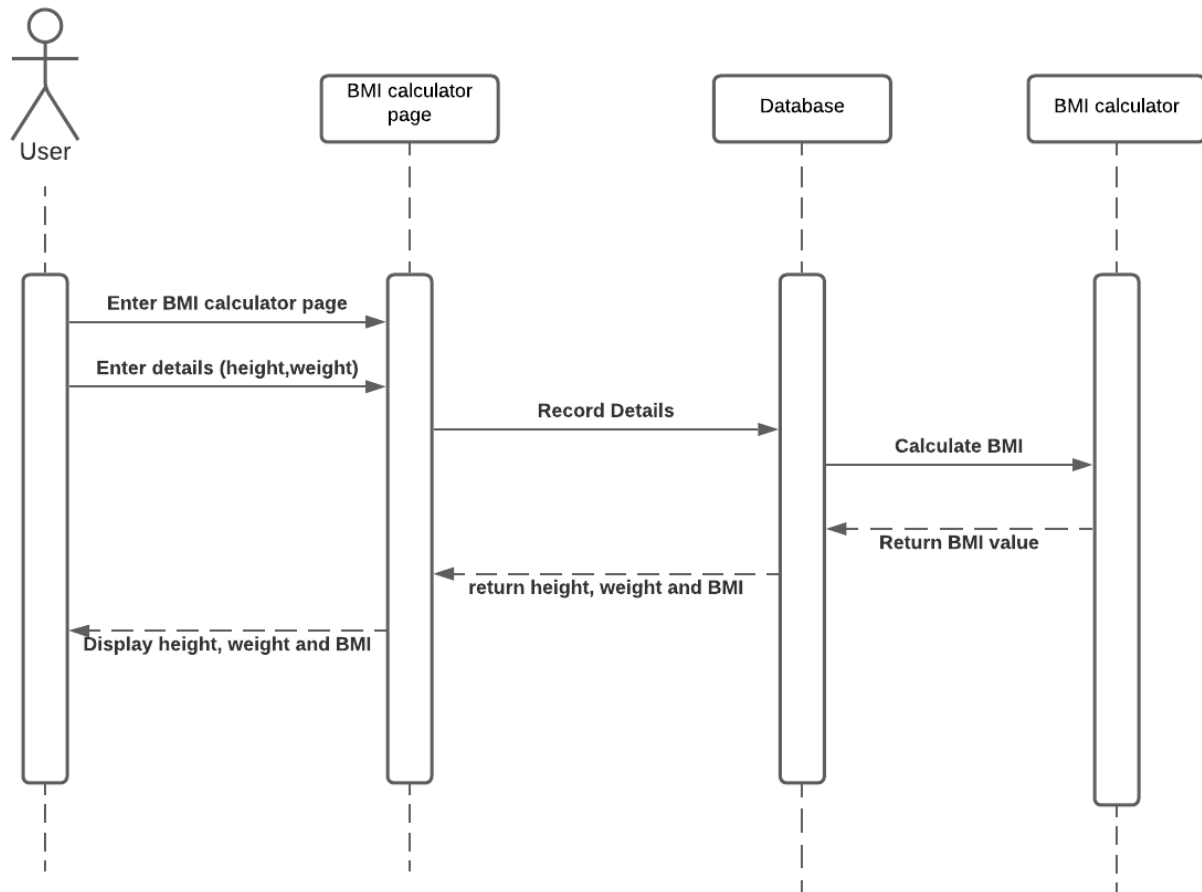 BMI calculator
page
Database
BMI calculator
User
Enter BMI calculator page
Enter details (height,weight)
Record Details
Calculate BMI
Return BMI value
return height, weight and BMI
Display height, weight and BMI